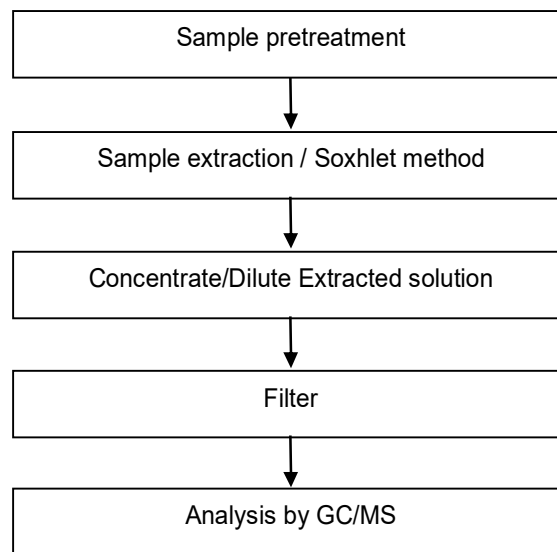 Sample pretreatment
Sample extraction / Soxhlet method
Concentrate/Dilute Extracted solution
Filter
Analysis by GC/MS